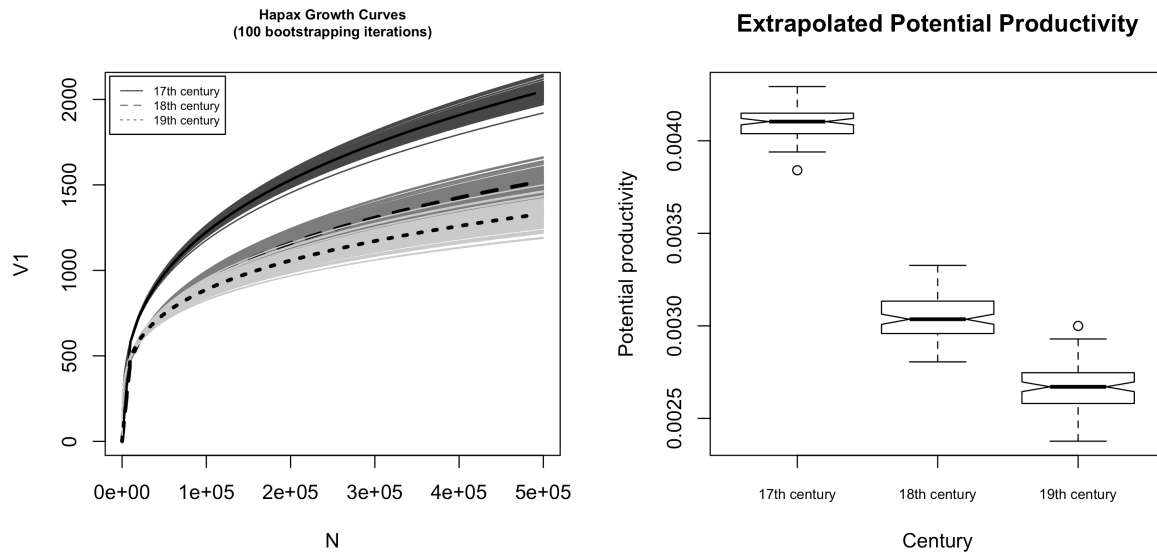 Hapax Growth Curves
(100 bootstrapping iterations)
17th century
18th century
19th century
V1
0
500
1000
1500
2000
0e+00 1e+05 2e+05 3e+05 4e+05 5e+05
N
Extrapolated Potential Productivity
Potential productivity
0.0025
0.0030
0.0035
0.0040
17th century 18th century 19th century
Century